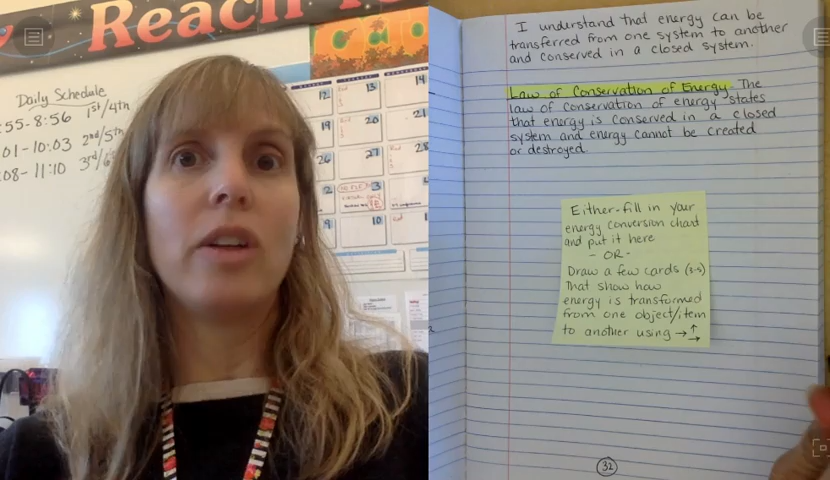 Reach
Daily Schedule
:55-8:56 1st/4th
:01-10:03 2nd/5th
:08-11:10 3rd/
12 13 14
19 20 21
26 27 28
2 3
9 10
I understand that energy can be
transferred from one system to another
and conserved in a closed system.
Law of Conservation of Energy- The
law of conservation of energy states
that energy is conserved in a closed
system and energy cannot be created
or destroyed.
Either-fill in your
energy conversion chart
and put it here
- OR -
Draw a few cards (3-5)
That show how
energy is transformed
from one object/item
to another using → ↑ →
32